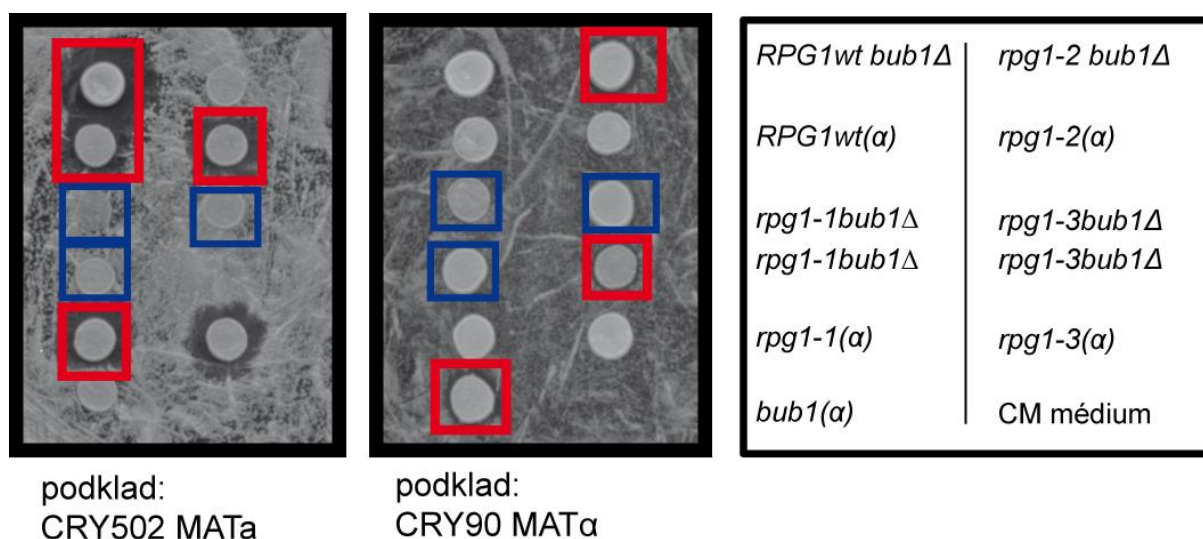 RPG1wt bub1Δ
RPG1wt(α)
rpg1-1bub1Δ
rpg1-1bub1Δ
rpg1-1(α)
bub1(α)
rpg1-2 bub1Δ
rpg1-2(α)
rpg1-3bub1Δ
rpg1-3bub1Δ
rpg1-3(α)
CM médium
podklad:
CRY502 MATa
podklad:
CRY90 MATα